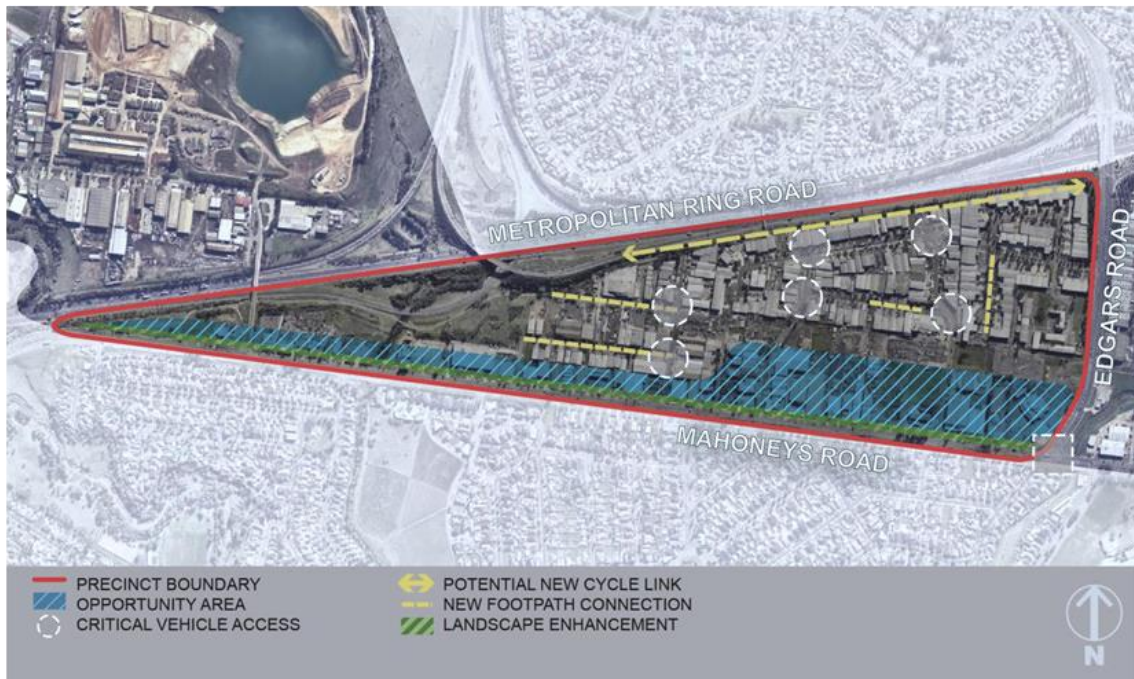 METROPOLITAN RING ROAD
EDGARS ROAD
MAHONEYS ROAD
PRECINCT BOUNDARY
OPPORTUNITY AREA
CRITICAL VEHICLE ACCESS
POTENTIAL NEW CYCLE LINK
NEW FOOTPATH CONNECTION
LANDSCAPE ENHANCEMENT
N